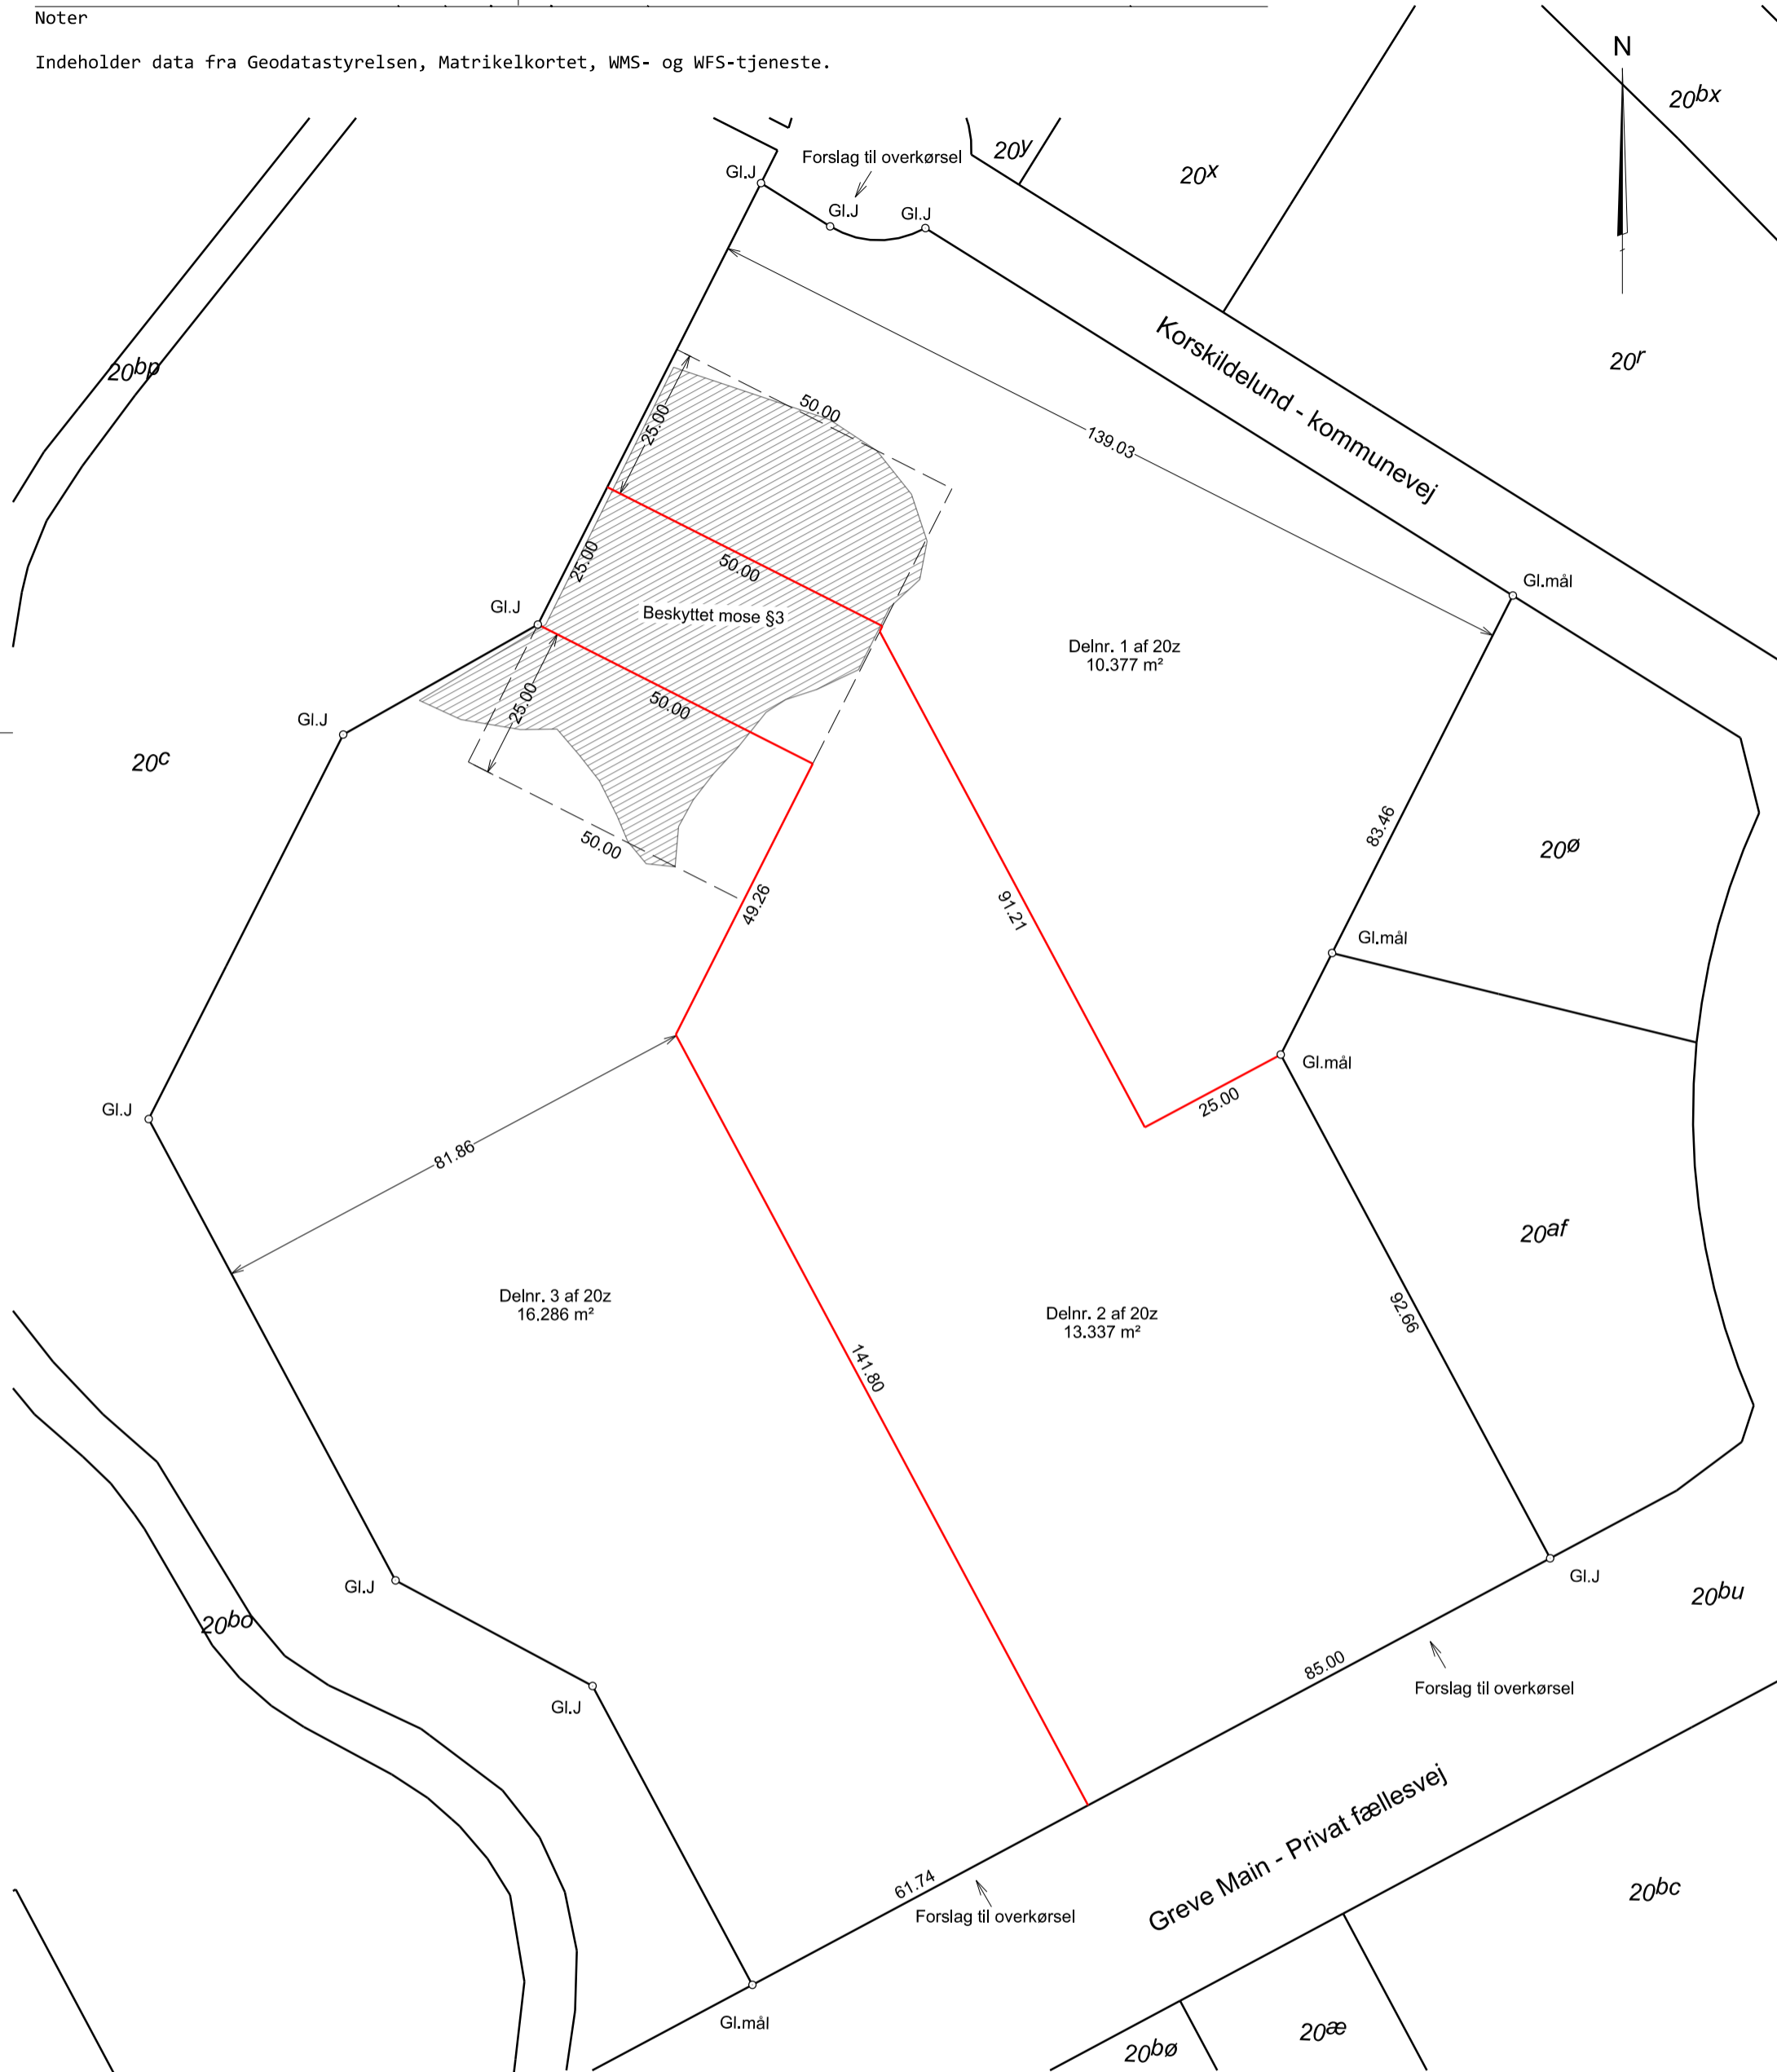 Noter
Indeholder data fra Geodatastyrelsen, Matrikelkortet, WMS- og WFS-tjeneste.
N
20bx
20y
Forslag til overkørsel
20x
Gl.J
Gl.J
Gl.J
Korskildelund - kommunevej
20r
20bp
50.00
25.00
139.03
25.00
50.00
Gl.mål
Gl.J
Beskyttet mose §3
Delnr. 1 af 20z
10.377 m²
25.00
50.00
Gl.J
20c
83.46
50.00
20ø
49.26
91.21
Gl.mål
Gl.mål
25.00
Gl.J
81.86
20af
Delnr. 3 af 20z
16.286 m²
Delnr. 2 af 20z
13.337 m²
92.66
141.80
Gl.J
Gl.J
20bu
20bo
85.00
Forslag til overkørsel
Gl.J
Greve Main - Privat fællesvej
61.74
Forslag til overkørsel
20bc
Gl.mål
20bø
20æ